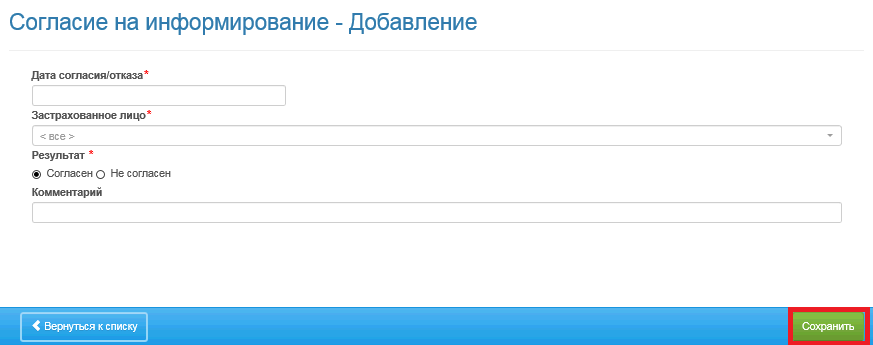 Согласие на информирование - Добавление
Дата согласия/отказа*
Застрахованное лицо*
< все >
Результат *
Согласен Не согласен
Комментарий
Вернуться к списку Сохранить